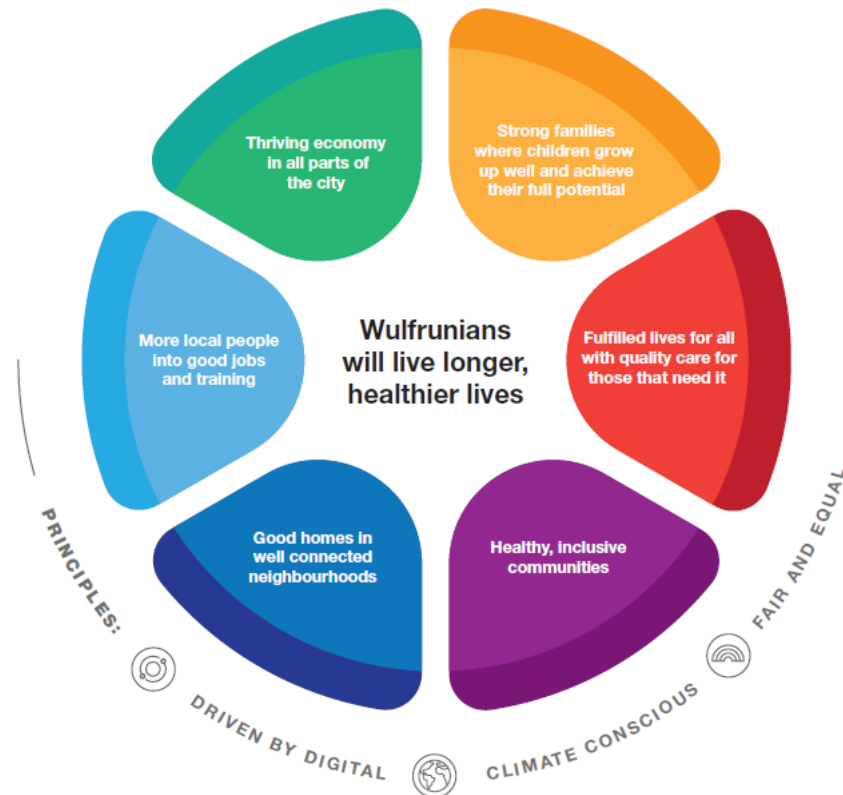 Thriving economy
in all parts of
the city
Strong families
where children grow
up well and achieve
their full potential
More local people
into good jobs
and training
Wulfrunians
will live longer,
healthier lives
Fulfilled lives for all
with quality care for
those that need it
Good homes in
well connected
neighbourhoods
Healthy, inclusive
communities
PRINCIPLES:
DRIVEN BY DIGITAL
CLIMATE CONSCIOUS
FAIR AND EQUAL